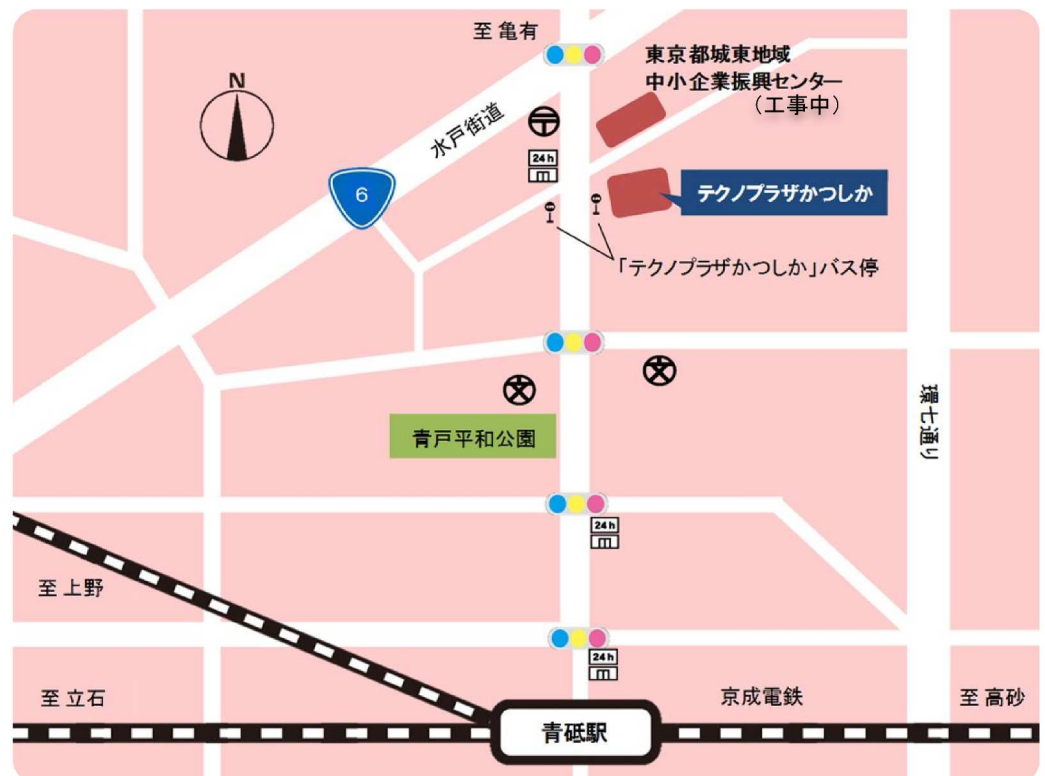 至 亀有
東京都城東地域
中小企業振興センター
（工事中）
N
水戸街道
24h
6
テクノプラザかつしか
「テクノプラザかつしか」バス停
青戸平和公園
環七通り
24h
至 上野
24h
至 立石
京成電鉄
至 高砂
青砥駅